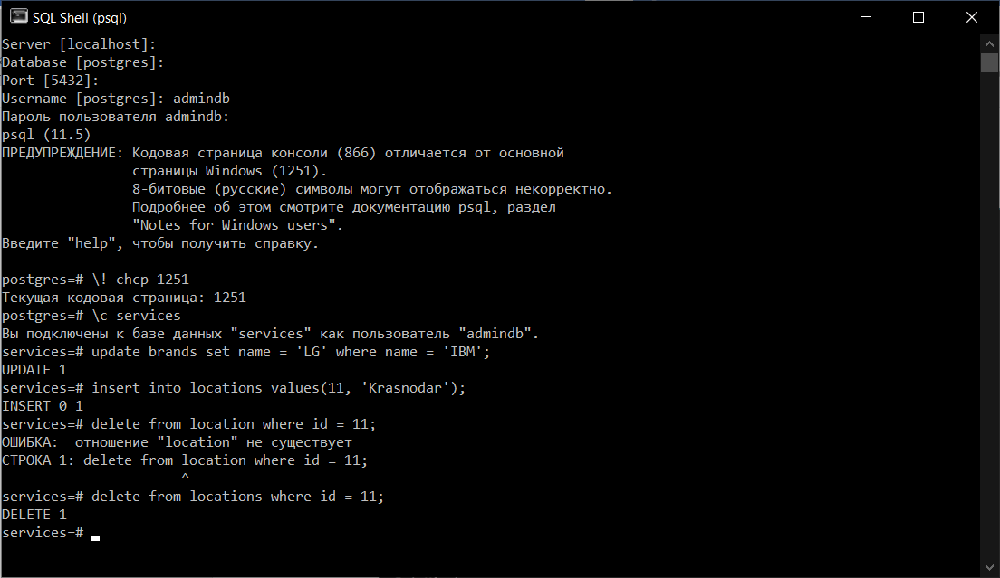 SQL Shell (psql)
Server [localhost]:
Database [postgres]:
Port [5432]:
Username [postgres]: admindb
Пароль пользователя admindb:
psql (11.5)
ПРЕДУПРЕЖДЕНИЕ: Кодовая страница консоли (866) отличается от основной
страницы Windows (1251).
8-битовые (русские) символы могут отображаться некорректно.
Подробнее об этом смотрите документацию psql, раздел
"Notes for Windows users".
Введите "help", чтобы получить справку.
postgres=# \! chcp 1251
Текущая кодовая страница: 1251
postgres=# \c services
Вы подключены к базе данных "services" как пользователь "admindb".
services=# update brands set name = 'LG' where name = 'IBM';
UPDATE 1
services=# insert into locations values(11, 'Krasnodar');
INSERT 0 1
services=# delete from location where id = 11;
ОШИБКА:  отношение "location" не существует
СТРОКА 1: delete from location where id = 11;
^
services=# delete from locations where id = 11;
DELETE 1
services=#